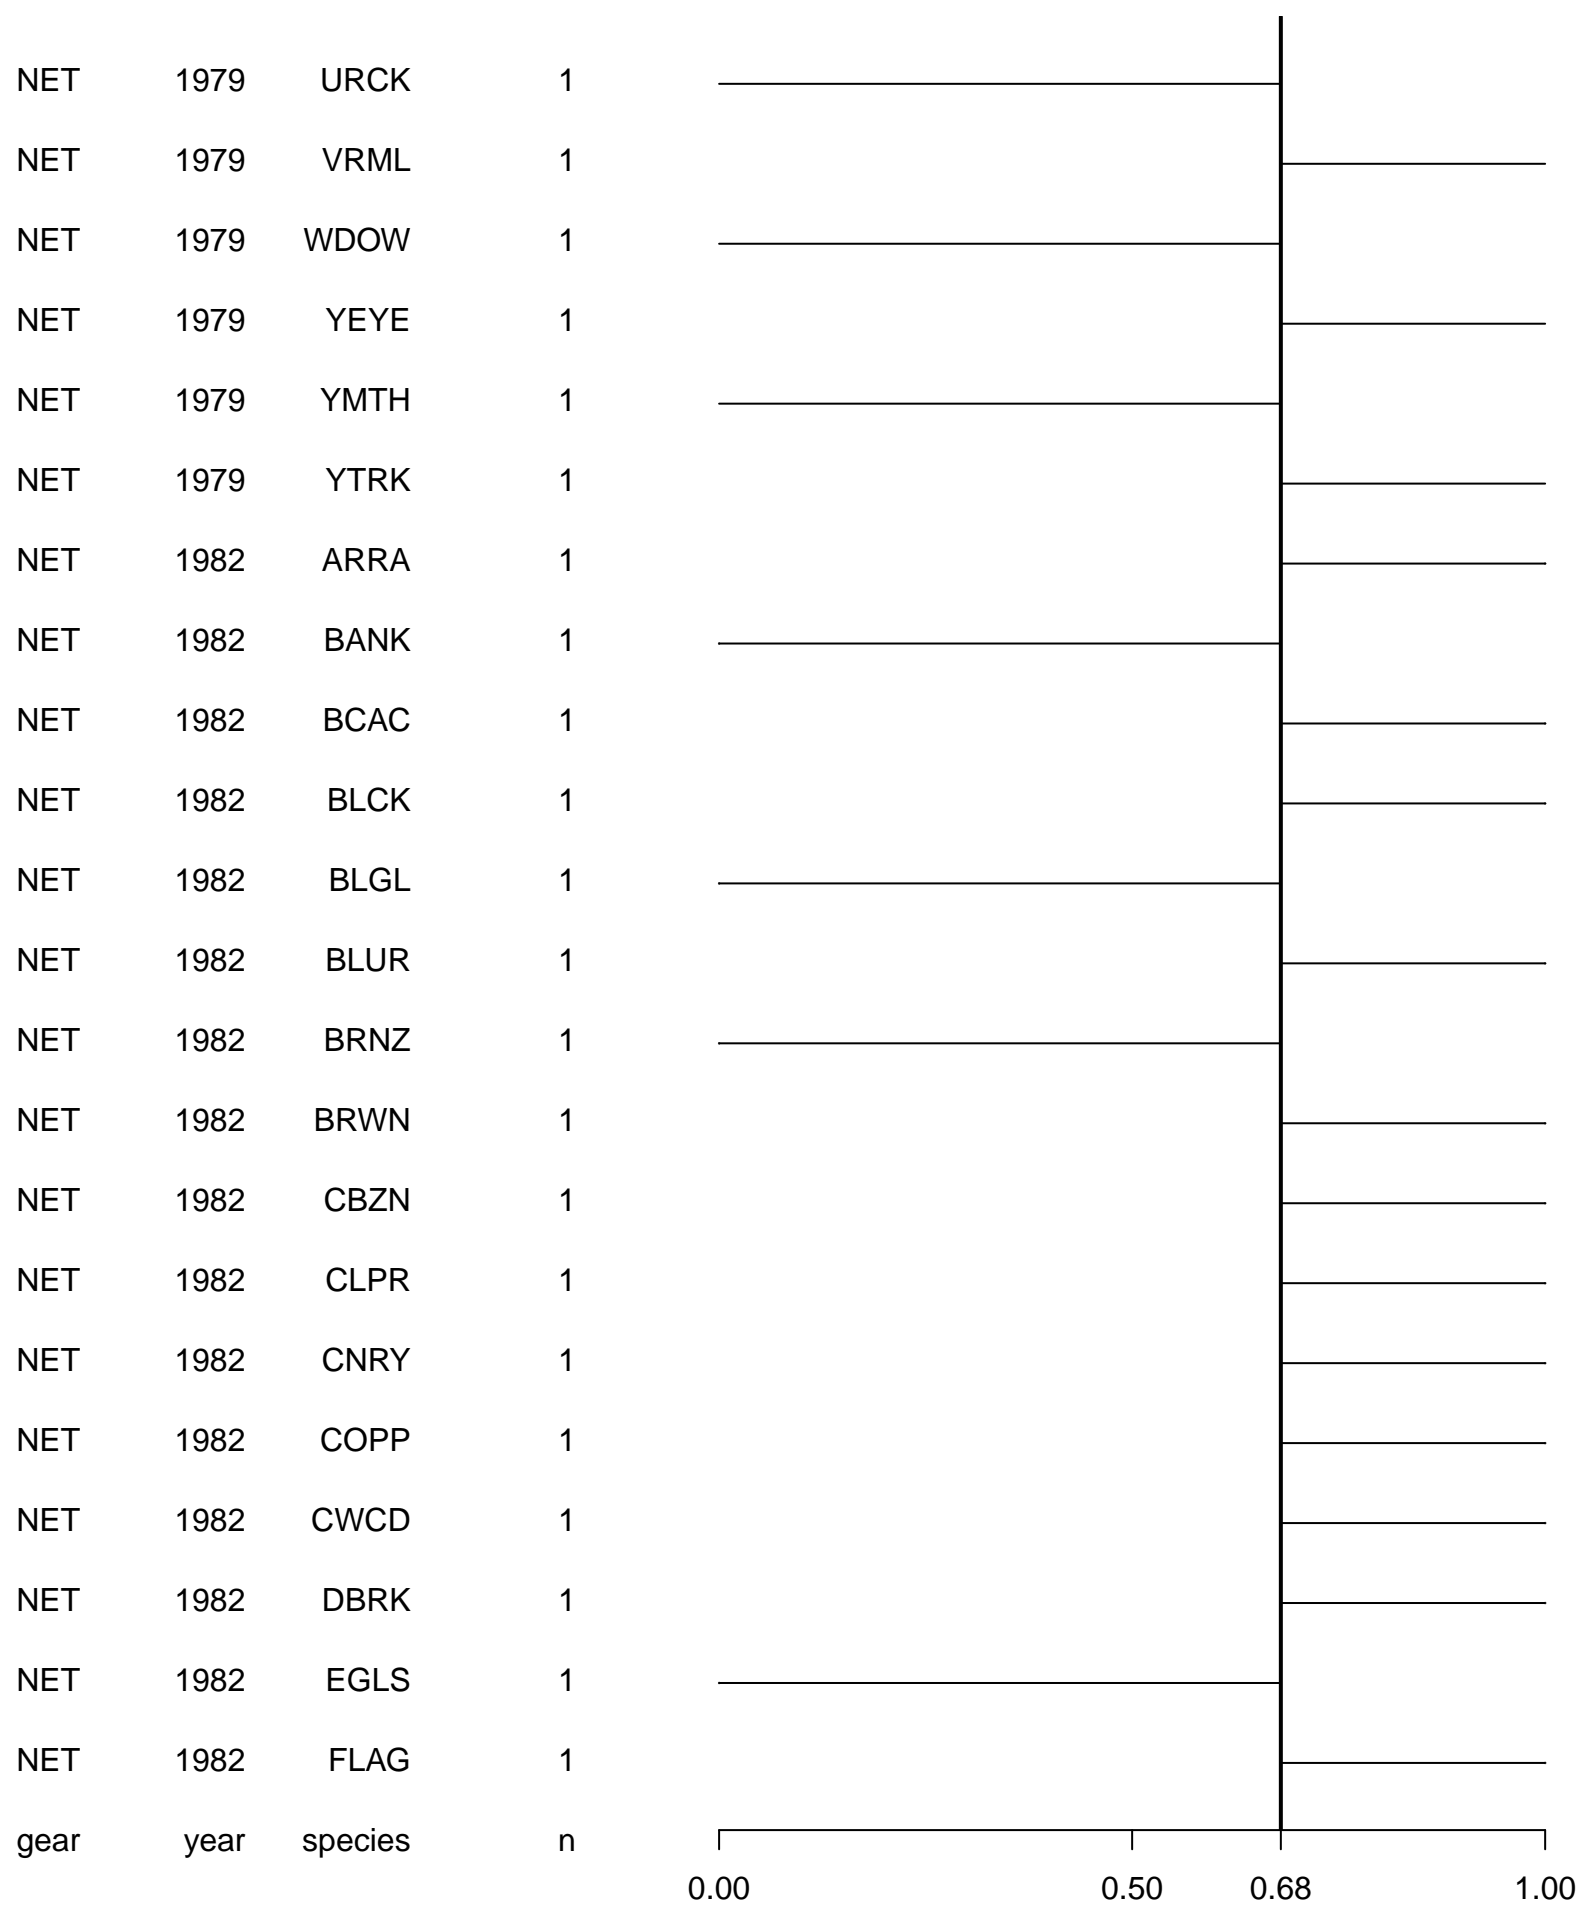 NET 1979 URCK 1
NET 1979 VRML 1
NET 1979 WDOW 1
NET 1979 YEYE 1
NET 1979 YMTH 1
NET 1979 YTRK 1
NET 1982 ARRA 1
NET 1982 BANK 1
NET 1982 BCAC 1
NET 1982 BLCK 1
NET 1982 BLGL 1
NET 1982 BLUR 1
NET 1982 BRNZ 1
NET 1982 BRWN 1
NET 1982 CBZN 1
NET 1982 CLPR 1
NET 1982 CNRY 1
NET 1982 COPP 1
NET 1982 CWCD 1
NET 1982 DBRK 1
NET 1982 EGLS 1
NET 1982 FLAG 1
gear year species n
0.00 0.50 0.68 1.00